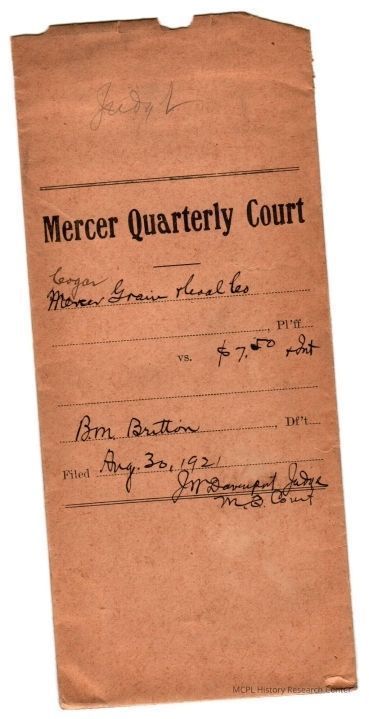 Judg't
Mercer Quarterly Court
Cogar
Mercer Grain & Coal Co
, Pl'ff
vs. $7.50 + Int
B.M. Britton, Df't
Filed Aug. 30, 1921
J W Davenport Judge
M. Q. Court
MCPL History Research Center